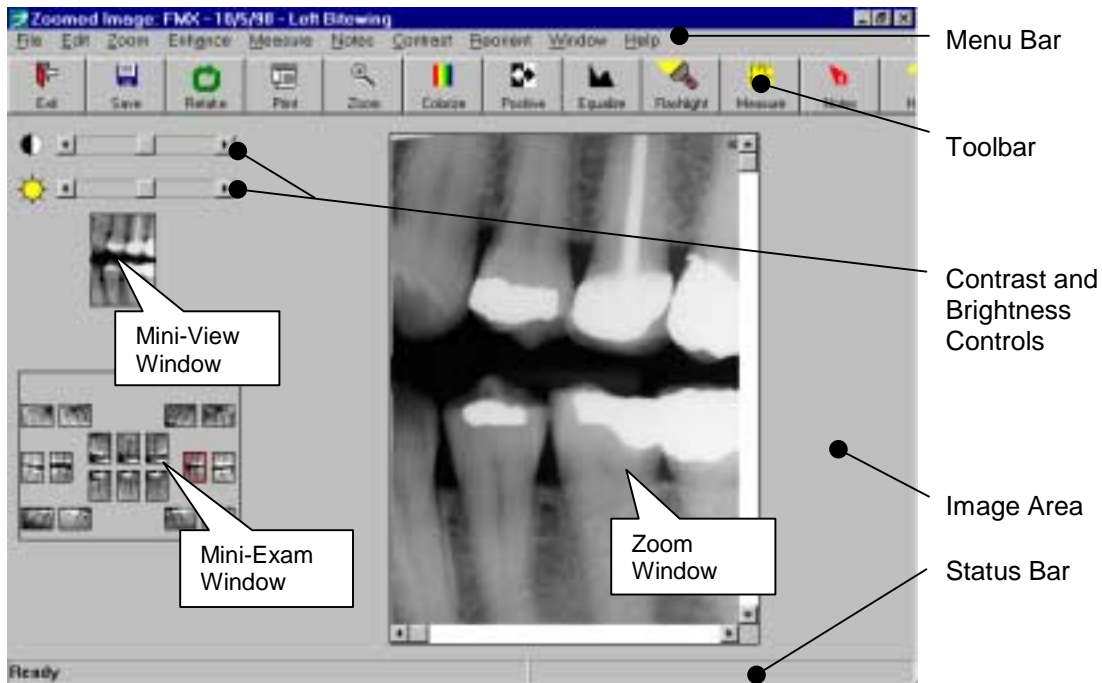 Zoomed Image: FMX - 10/5/98 - Left Bitewing
File Edit Zoom Enhance Measure Notes Contrast Reorient Window Help
Menu Bar
Exit Save Rotate Print Zoom Colorize Positive Equalize Flashlight Measure Notes
Toolbar
Contrast and
Brightness
Controls
Mini-View
Window
Image Area
Mini-Exam
Window
Zoom
Window
Status Bar
Ready